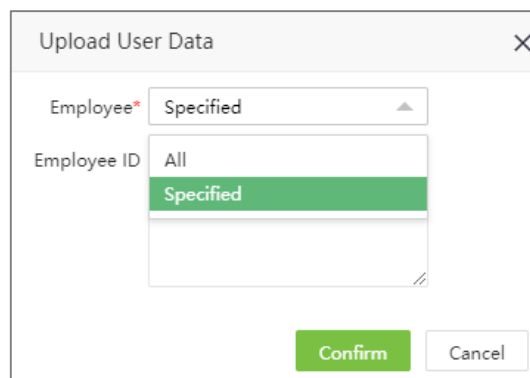 Upload User Data
Employee* Specified
Employee ID All
Specified
Confirm Cancel